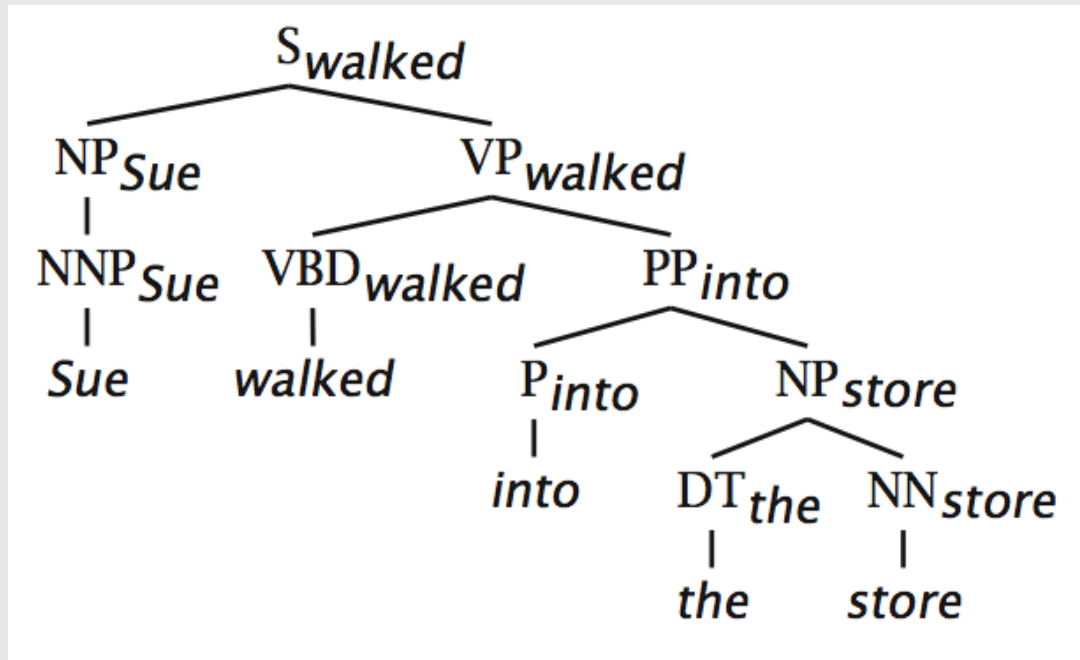 S walked
NP Sue VP walked
NNP Sue VBD walked PP into
Sue walked P into NP store
into DT the NN store
the store